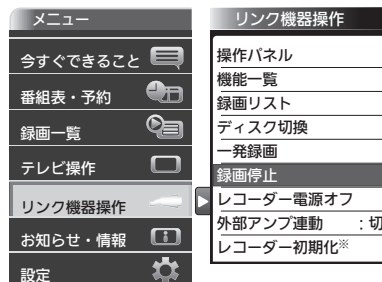 メニュー
今すぐできること
番組表・予約
録画一覧
テレビ操作
リンク機器操作
お知らせ・情報
設定
リンク機器操作
操作パネル
機能一覧
録画リスト
ディスク切換
一発録画
録画停止
レコーダー電源オフ
外部アンプ連動 :切
レコーダー初期化※